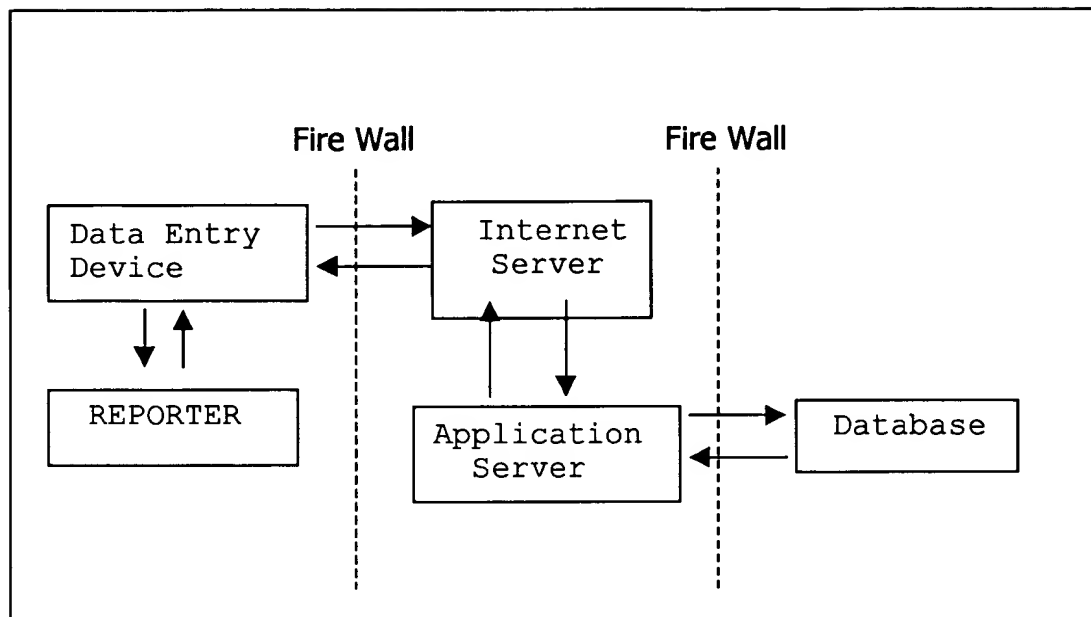 Fire Wall
Fire Wall
Data Entry
Device
Internet
Server
REPORTER
Application
Server
Database